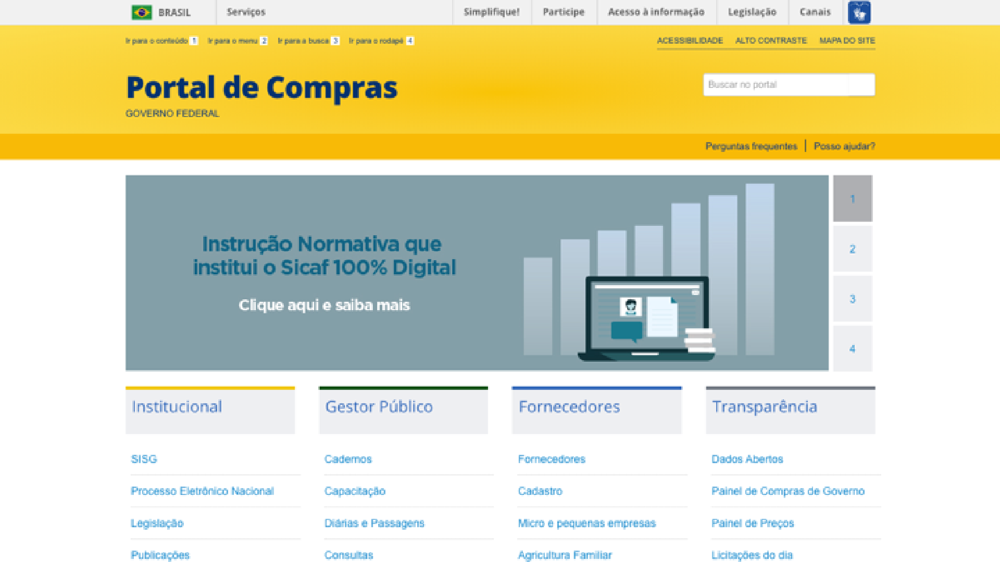 BRASIL Serviços Simplifique! Participe Acesso à informação Legislação Canais
Ir para o conteúdo 1 Ir para o menu 2 Ir para a busca 3 Ir para o rodapé 4 ACESSIBILIDADE ALTO CONTRASTE MAPA DO SITE
Portal de Compras
GOVERNO FEDERAL
Buscar no portal
Perguntas frequentes | Posso ajudar?
Instrução Normativa que
institui o Sicaf 100% Digital
Clique aqui e saiba mais
1
2
3
4
Institucional
SISG
Processo Eletrônico Nacional
Legislação
Publicações
Gestor Público
Cadernos
Capacitação
Diárias e Passagens
Consultas
Fornecedores
Fornecedores
Cadastro
Micro e pequenas empresas
Agricultura Familiar
Transparência
Dados Abertos
Painel de Compras de Governo
Painel de Preços
Licitações do dia